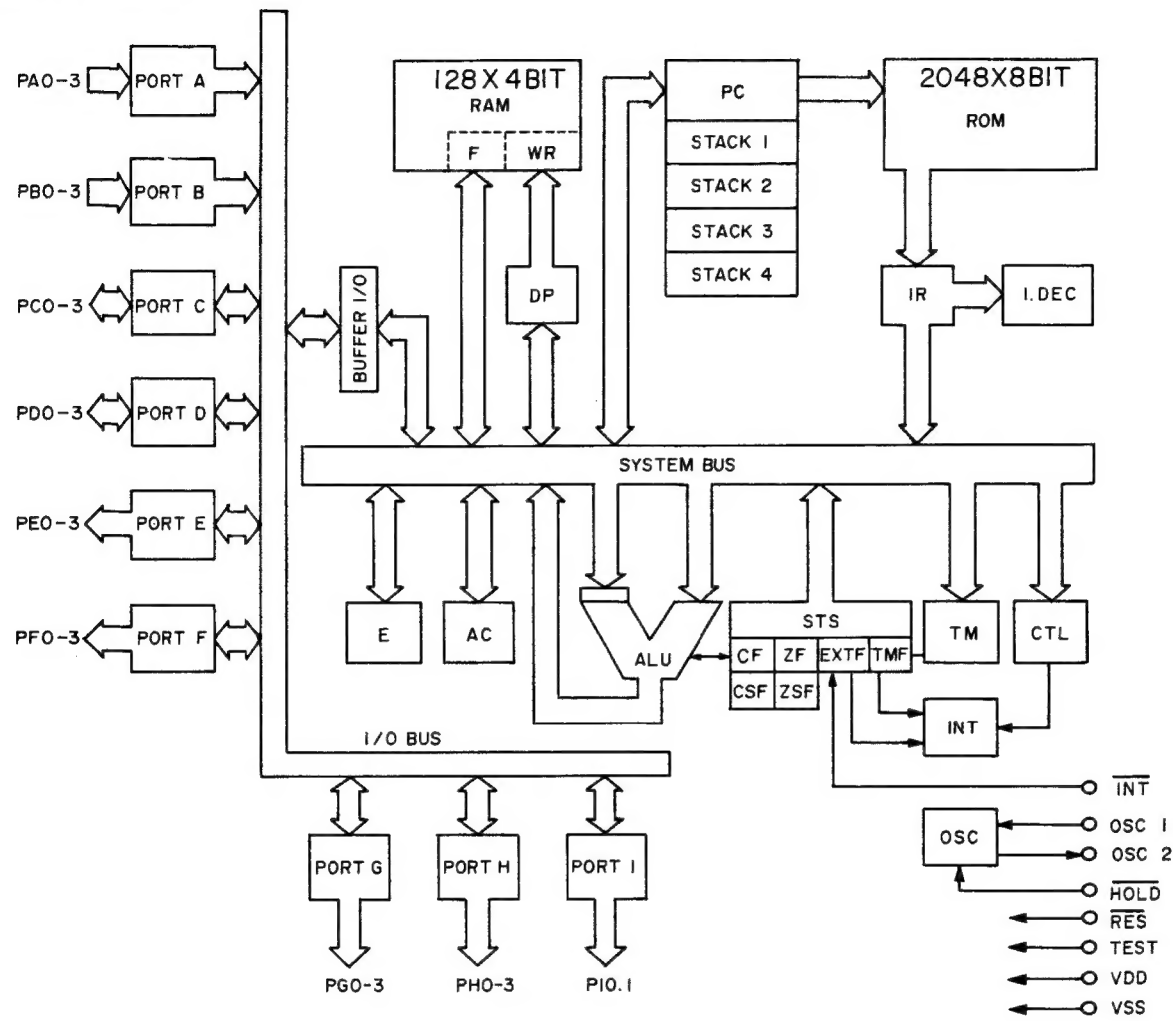 PA0-3
PORT A
PB0-3
PORT B
PC0-3
PORT C
PD0-3
PORT D
PE0-3
PORT E
PF0-3
PORT F
BUFFER I/O
128X4BIT
RAM
F
WR
DP
PC
STACK 1
STACK 2
STACK 3
STACK 4
2048X8BIT
ROM
IR
I.DEC
SYSTEM BUS
E
AC
ALU
STS
CF
ZF
EXTF
TMF
CSF
ZSF
TM
CTL
INT
I/O BUS
PORT G
PORT H
PORT I
PG0-3
PH0-3
PI0.1
OSC
INT
OSC 1
OSC 2
HOLD
RES
TEST
VDD
VSS